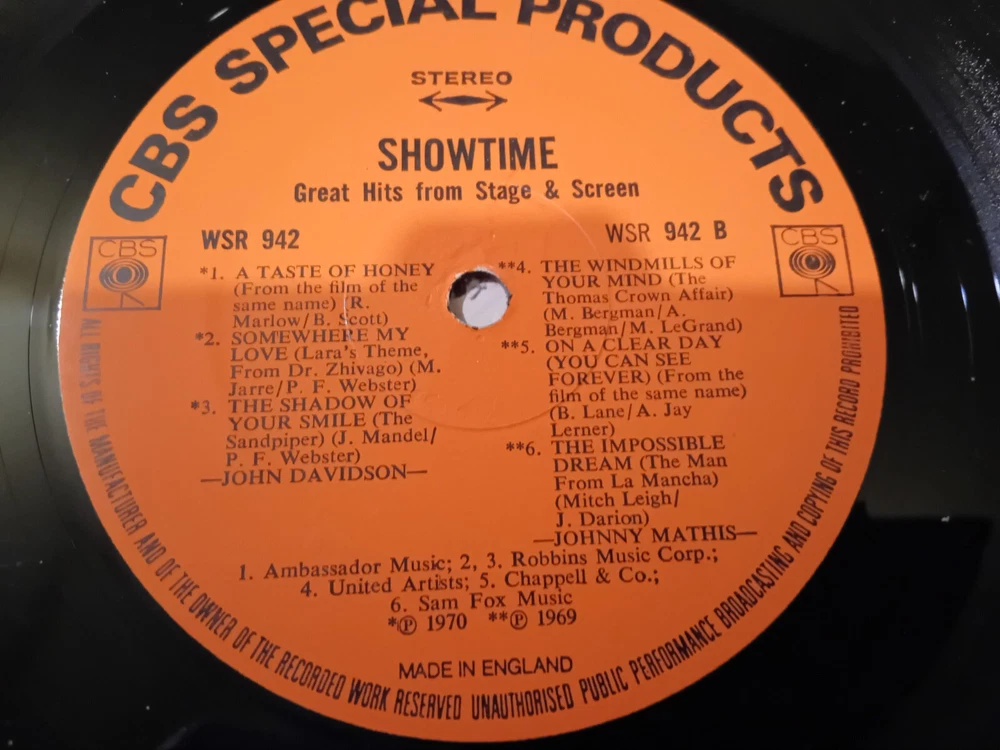 CBS SPECIAL PRODUCTS
STEREO
SHOWTIME
Great Hits from Stage & Screen
WSR 942
WSR 942 B
CBS
CBS
*1. A TASTE OF HONEY
(From the film of the
same name) (R.
Marlow/B. Scott)
*2. SOMEWHERE MY
LOVE (Lara's Theme,
From Dr. Zhivago) (M.
Jarre/P. F. Webster)
*3. THE SHADOW OF
YOUR SMILE (The
Sandpiper) (J. Mandel/
P. F. Webster)
—JOHN DAVIDSON—
**4. THE WINDMILLS OF
YOUR MIND (The
Thomas Crown Affair)
(M. Bergman/A.
Bergman/M. LeGrand)
**5. ON A CLEAR DAY
(YOU CAN SEE
FOREVER) (From the
film of the same name)
(B. Lane/A. Jay
Lerner)
**6. THE IMPOSSIBLE
DREAM (The Man
From La Mancha)
(Mitch Leigh/
J. Darion)
—JOHNNY MATHIS—
1. Ambassador Music; 2, 3. Robbins Music Corp.;
4. United Artists; 5. Chappell & Co.;
6. Sam Fox Music
*℗ 1970 **℗ 1969
MADE IN ENGLAND
ALL RIGHTS OF THE MANUFACTURER AND OF THE OWNER OF THE RECORDED WORK RESERVED UNAUTHORISED PUBLIC PERFORMANCE BROADCASTING AND COPYING OF THIS RECORD PROHIBITED